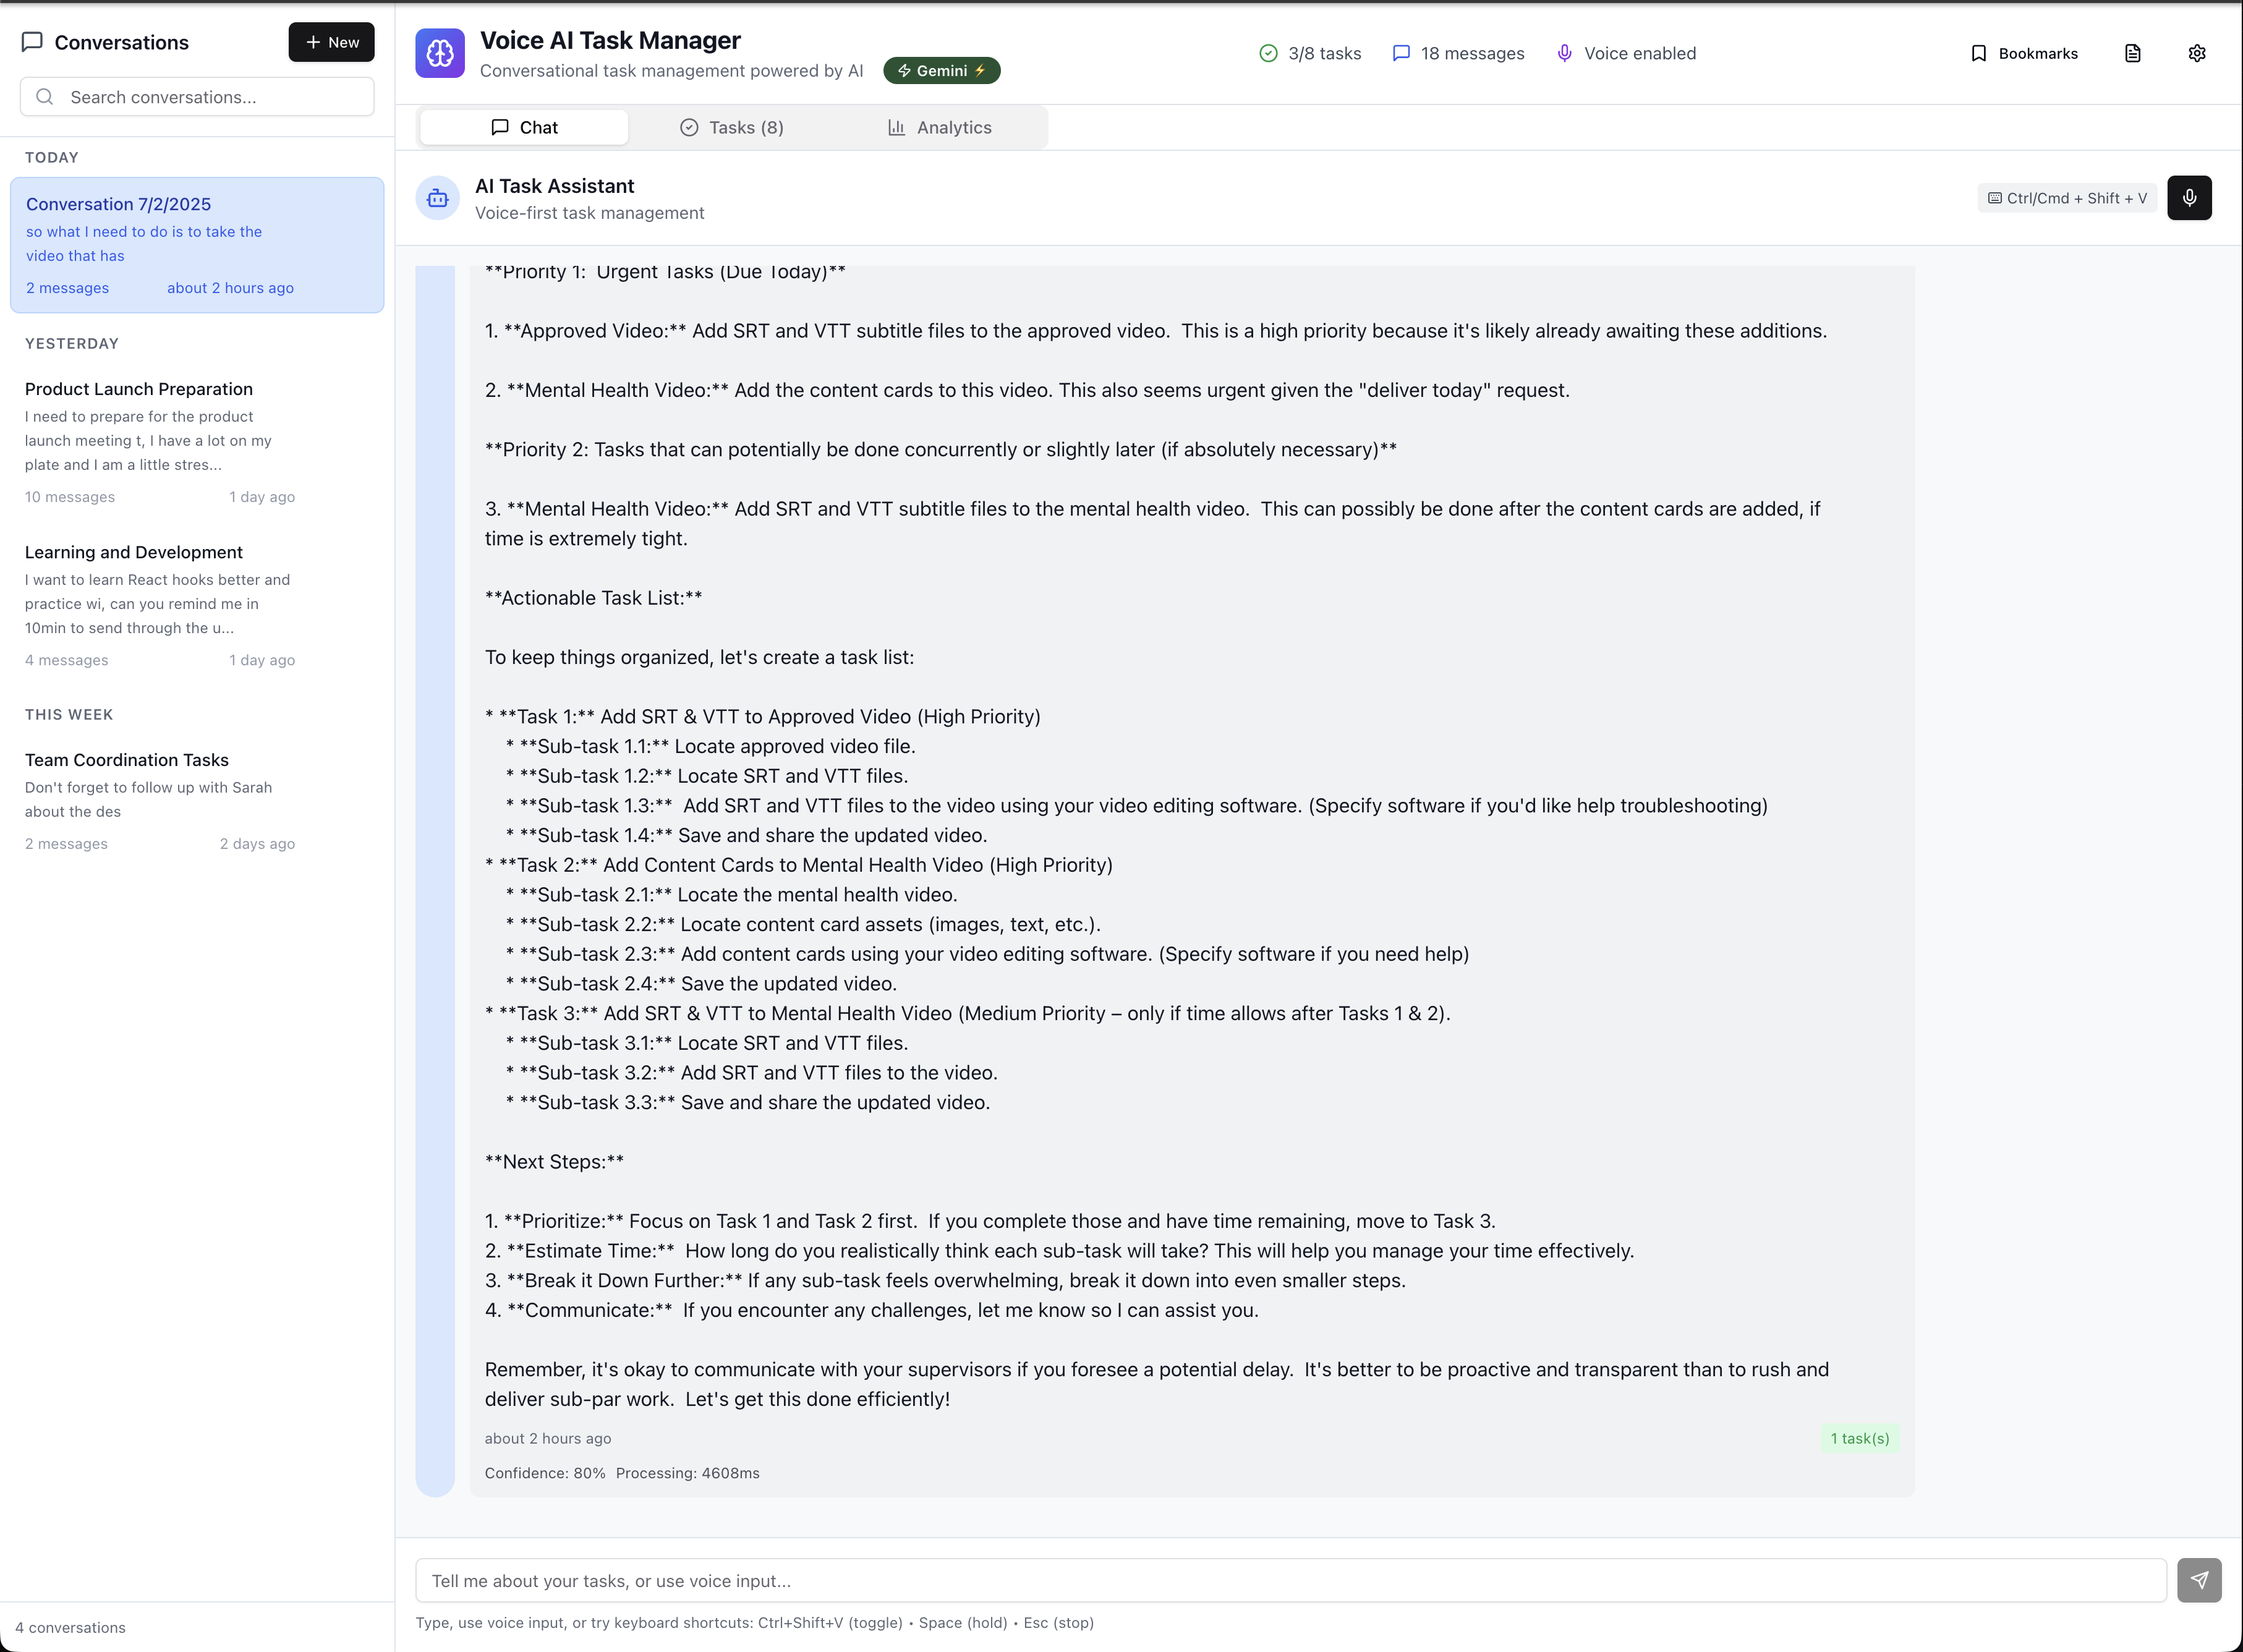 Conversations
+ New
Search conversations...
TODAY
Conversation 7/2/2025
so what I need to do is to take the
video that has
2 messages about 2 hours ago
YESTERDAY
Product Launch Preparation
I need to prepare for the product
launch meeting t, I have a lot on my
plate and I am a little stres...
10 messages 1 day ago
Learning and Development
I want to learn React hooks better and
practice wi, can you remind me in
10min to send through the u...
4 messages 1 day ago
THIS WEEK
Team Coordination Tasks
Don't forget to follow up with Sarah
about the des
2 messages 2 days ago
4 conversations
Voice AI Task Manager
Conversational task management powered by AI
Gemini ⚡
3/8 tasks
18 messages
Voice enabled
Bookmarks
Chat
Tasks (8)
Analytics
AI Task Assistant
Voice-first task management
Ctrl/Cmd + Shift + V
**Priority 1:  Urgent Tasks (Due Today)**
1. **Approved Video:** Add SRT and VTT subtitle files to the approved video.  This is a high priority because it's likely already awaiting these additions.
2. **Mental Health Video:** Add the content cards to this video. This also seems urgent given the "deliver today" request.
**Priority 2: Tasks that can potentially be done concurrently or slightly later (if absolutely necessary)**
3. **Mental Health Video:** Add SRT and VTT subtitle files to the mental health video.  This can possibly be done after the content cards are added, if
time is extremely tight.
**Actionable Task List:**
To keep things organized, let's create a task list:
* **Task 1:** Add SRT & VTT to Approved Video (High Priority)
* **Sub-task 1.1:** Locate approved video file.
* **Sub-task 1.2:** Locate SRT and VTT files.
* **Sub-task 1.3:**  Add SRT and VTT files to the video using your video editing software. (Specify software if you'd like help troubleshooting)
* **Sub-task 1.4:** Save and share the updated video.
* **Task 2:** Add Content Cards to Mental Health Video (High Priority)
* **Sub-task 2.1:** Locate the mental health video.
* **Sub-task 2.2:** Locate content card assets (images, text, etc.).
* **Sub-task 2.3:** Add content cards using your video editing software. (Specify software if you need help)
* **Sub-task 2.4:** Save the updated video.
* **Task 3:** Add SRT & VTT to Mental Health Video (Medium Priority – only if time allows after Tasks 1 & 2).
* **Sub-task 3.1:** Locate SRT and VTT files.
* **Sub-task 3.2:** Add SRT and VTT files to the video.
* **Sub-task 3.3:** Save and share the updated video.
**Next Steps:**
1. **Prioritize:** Focus on Task 1 and Task 2 first.  If you complete those and have time remaining, move to Task 3.
2. **Estimate Time:**  How long do you realistically think each sub-task will take? This will help you manage your time effectively.
3. **Break it Down Further:** If any sub-task feels overwhelming, break it down into even smaller steps.
4. **Communicate:**  If you encounter any challenges, let me know so I can assist you.
Remember, it's okay to communicate with your supervisors if you foresee a potential delay.  It's better to be proactive and transparent than to rush and
deliver sub-par work.  Let's get this done efficiently!
about 2 hours ago
1 task(s)
Confidence: 80% Processing: 4608ms
Tell me about your tasks, or use voice input...
Type, use voice input, or try keyboard shortcuts: Ctrl+Shift+V (toggle) • Space (hold) • Esc (stop)